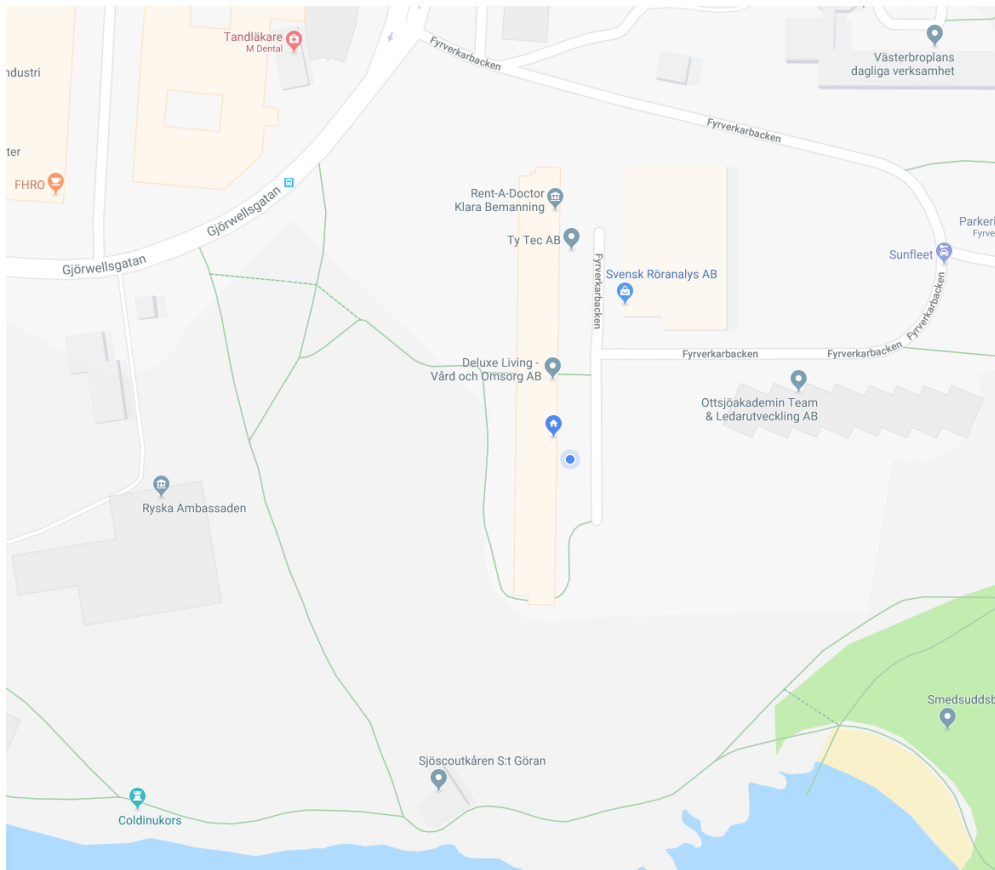 Tandläkare
M Dental
Fyrverkarbacken
Västerbroplans
dagliga verksamhet
ndustri
Fyrverkarbacken
ter
FHRO
Gjörwellsgatan
Rent-A-Doctor
Klara Bemanning
Ty Tec AB
Parkeri
Fyrve
Sunfleet
Gjörwellsgatan
Fyrverkarbacken
Svensk Röranalys AB
Fyrverkarbacken
Fyrverkarbacken
Fyrverkarbacken
Deluxe Living -
Vård och Omsorg AB
Ottsjöakademin Team
& Ledarutveckling AB
Ryska Ambassaden
Smedsuddsb
Sjöscoutkåren S:t Göran
Coldinukors